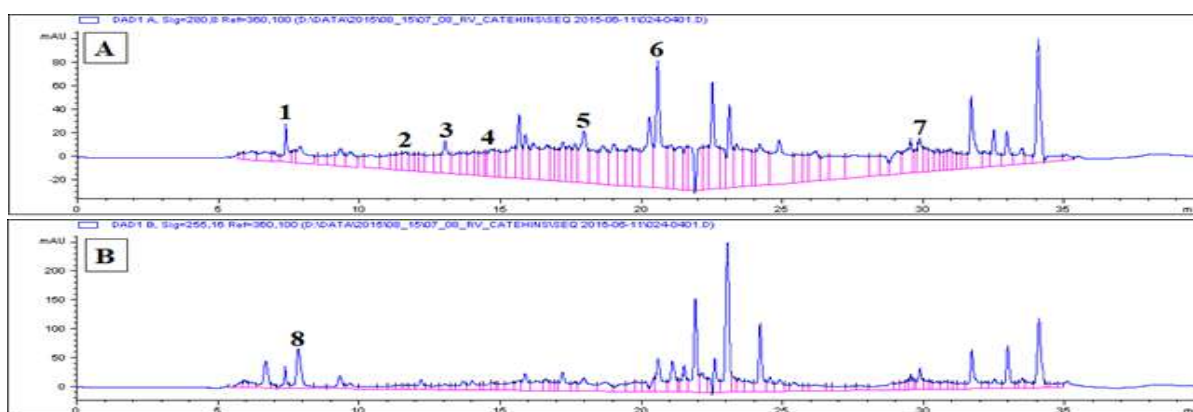 DAD1 A, Sig=280,8 Ref=360,100 (D:\DATA\2015\08_15\07_08_RV_CATEHINS\SEQ 2015-06-11\024-0401.D)
mAU
A
80
60
40
20
0
-20
1 2 3 4 5 6 7
0 5 10 15 20 25 30 35
DAD1 B, Sig=255,16 Ref=360,100 (D:\DATA\2015\08_15\07_08_RV_CATEHINS\SEQ 2015-06-11\024-0401.D)
mAU
B
200
150
100
50
0
8
0 5 10 15 20 25 30 35